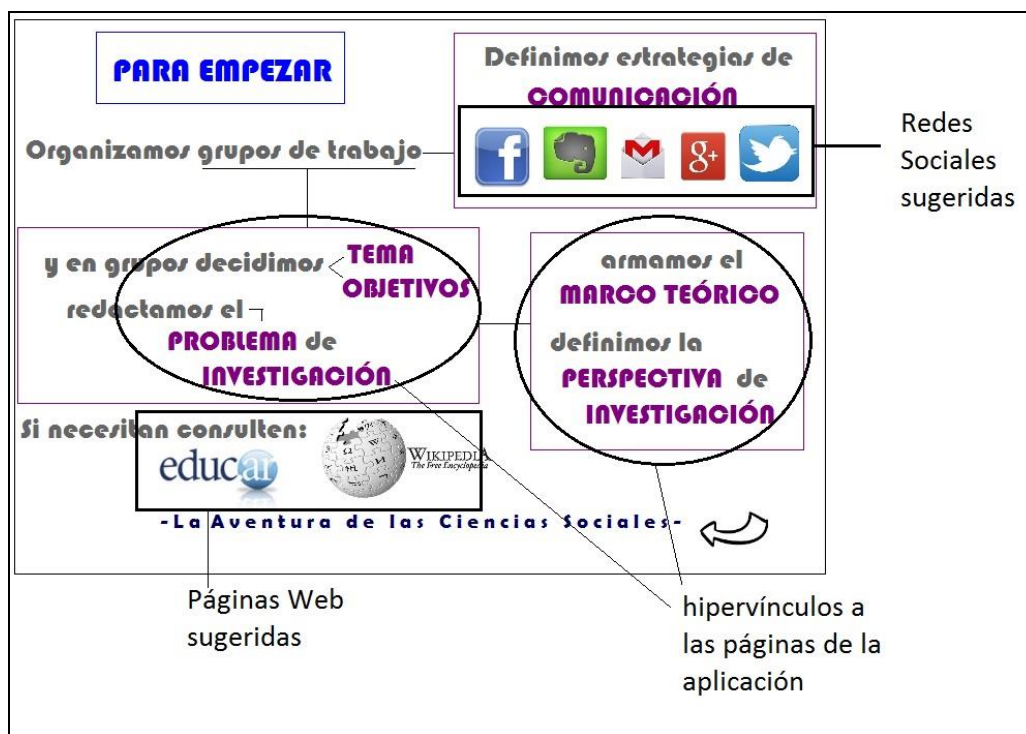 PARA EMPEZAR
Definimos estrategias de
COMUNICACIÓN
f
g+
Redes
Sociales
sugeridas
Organizamos grupos de trabajo
y en grupos decidimos
TEMA
OBJETIVOS
redactamos el
PROBLEMA de
INVESTIGACIÓN
armamos el
MARCO TEÓRICO
definimos la
PERSPECTIVA de
INVESTIGACIÓN
Si necesitan consulten:
educar
WIKIPEDIA
The Free Encyclopedia
-La Aventura de las Ciencias Sociales-
Páginas Web
sugeridas
hipervínculos a
las páginas de la
aplicación